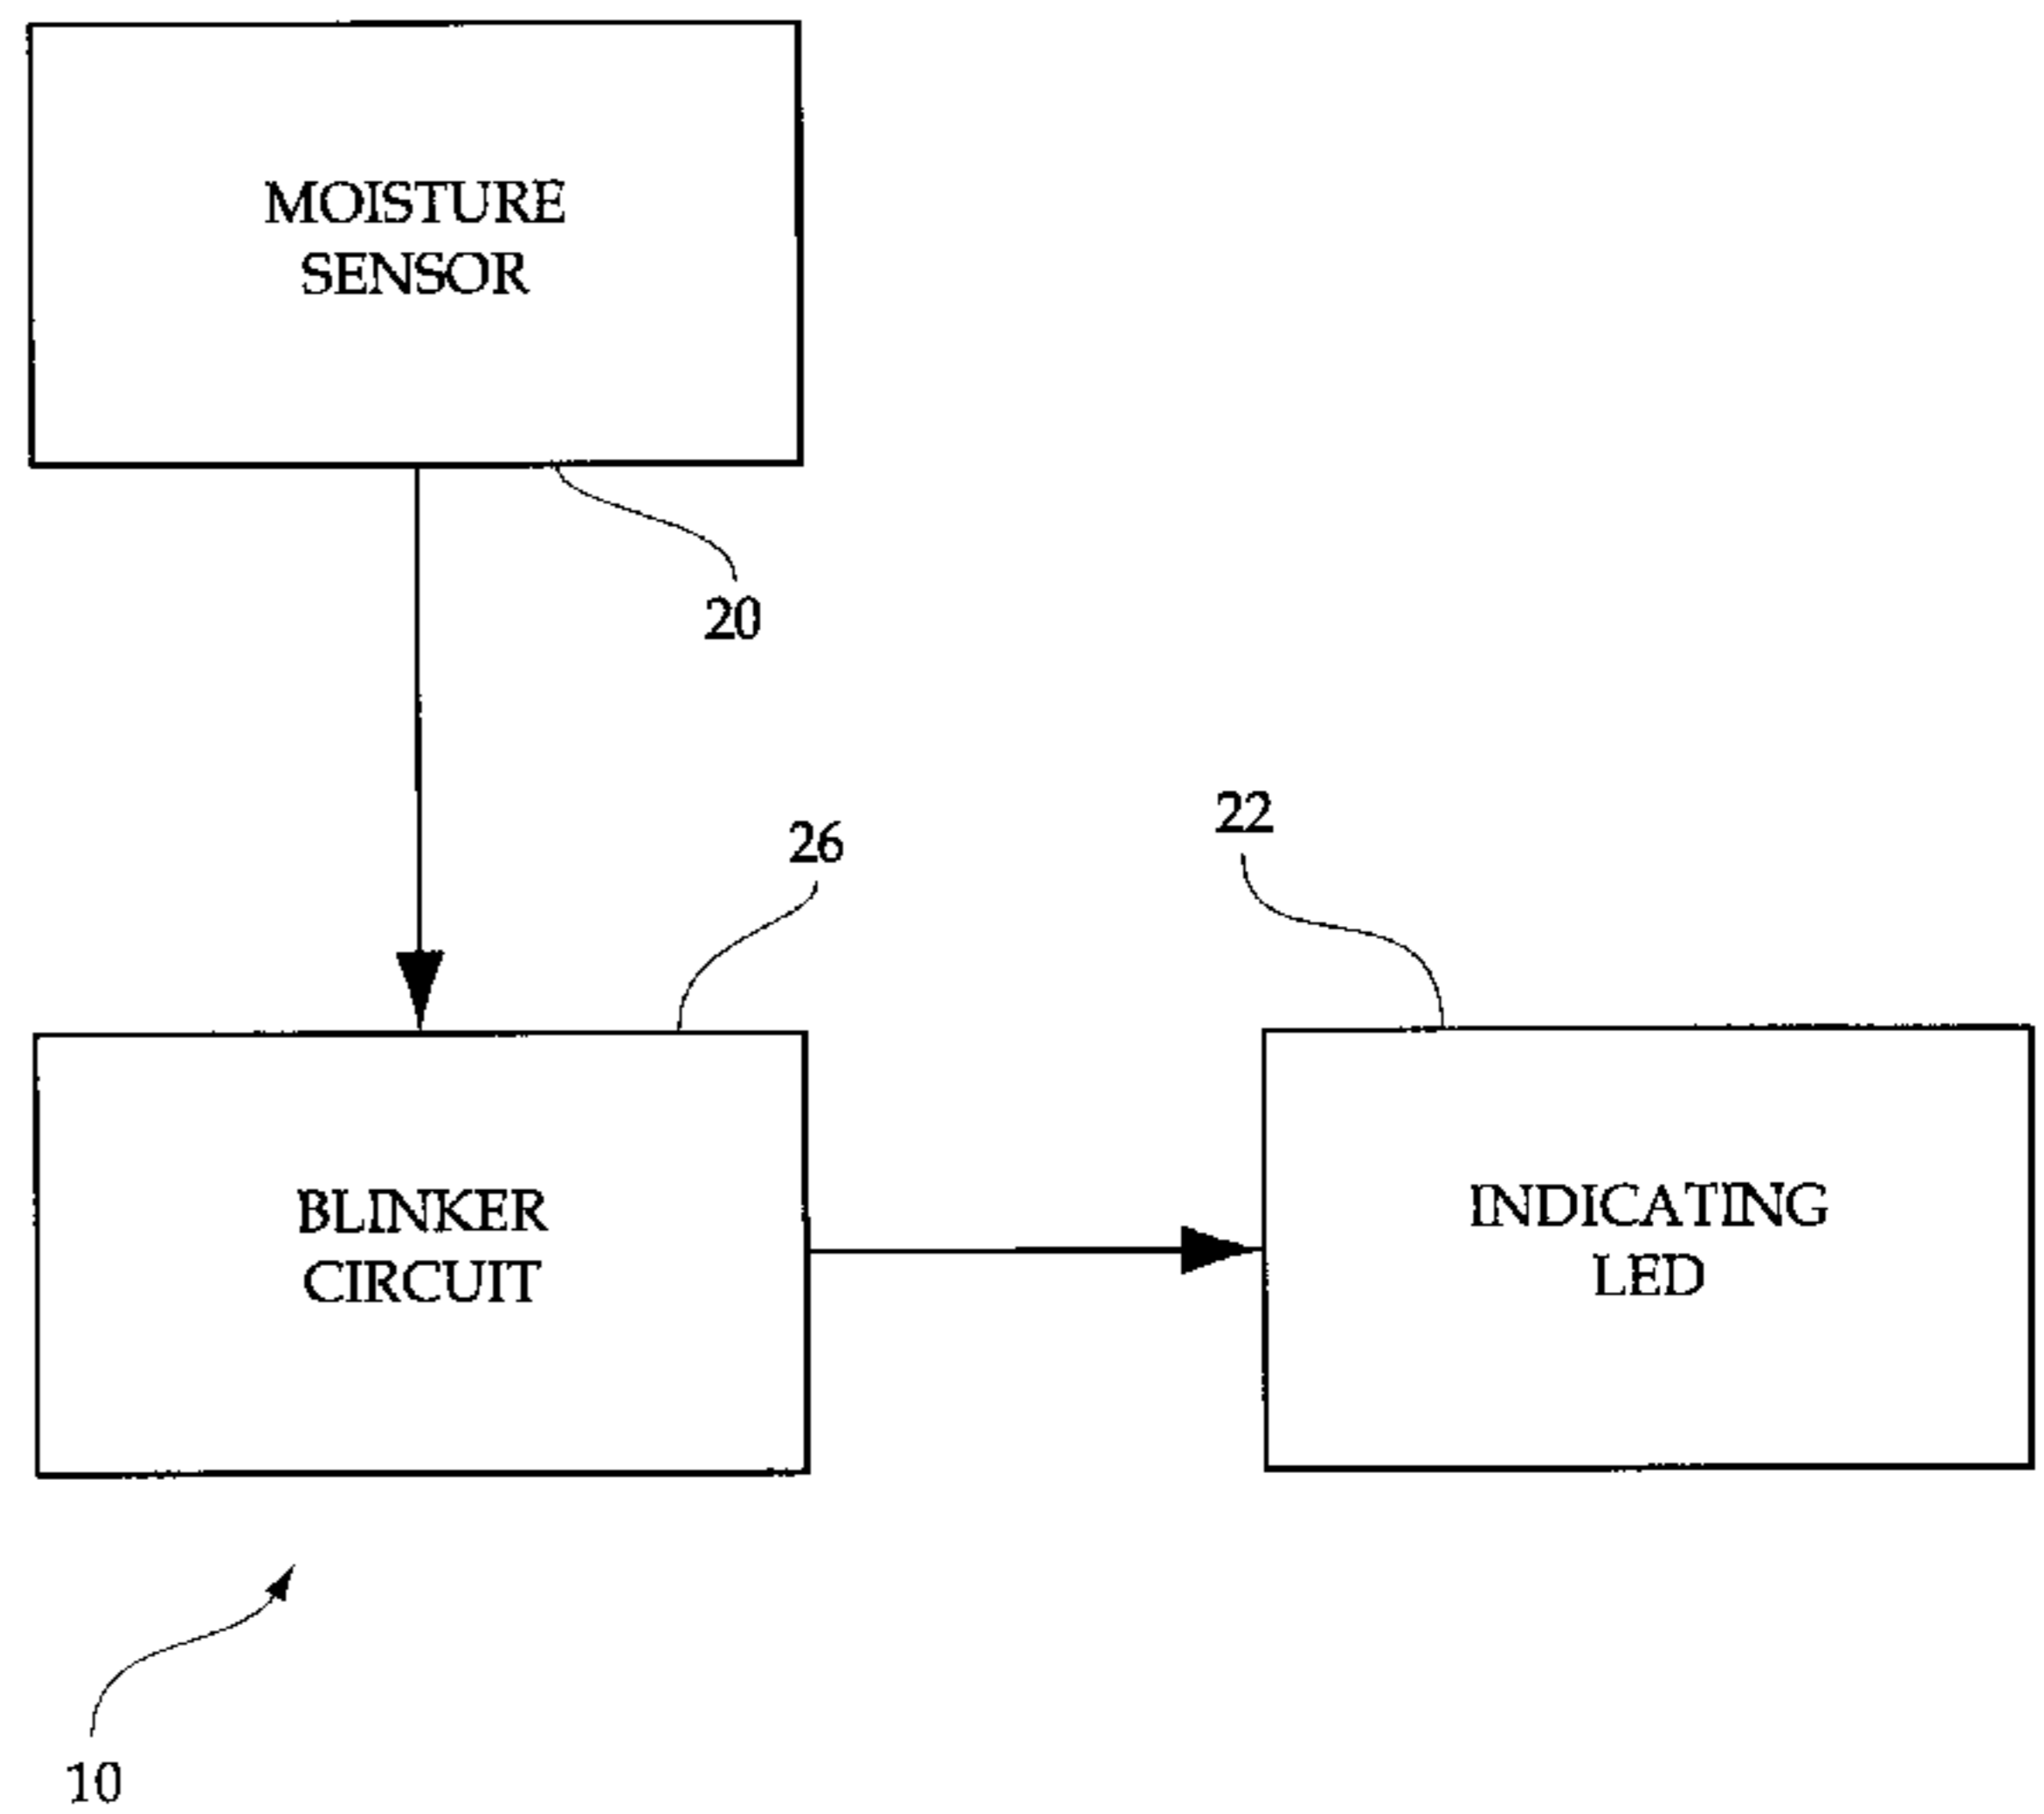 MOISTURE
SENSOR
20
26
22
BLINKER
CIRCUIT
INDICATING
LED
10